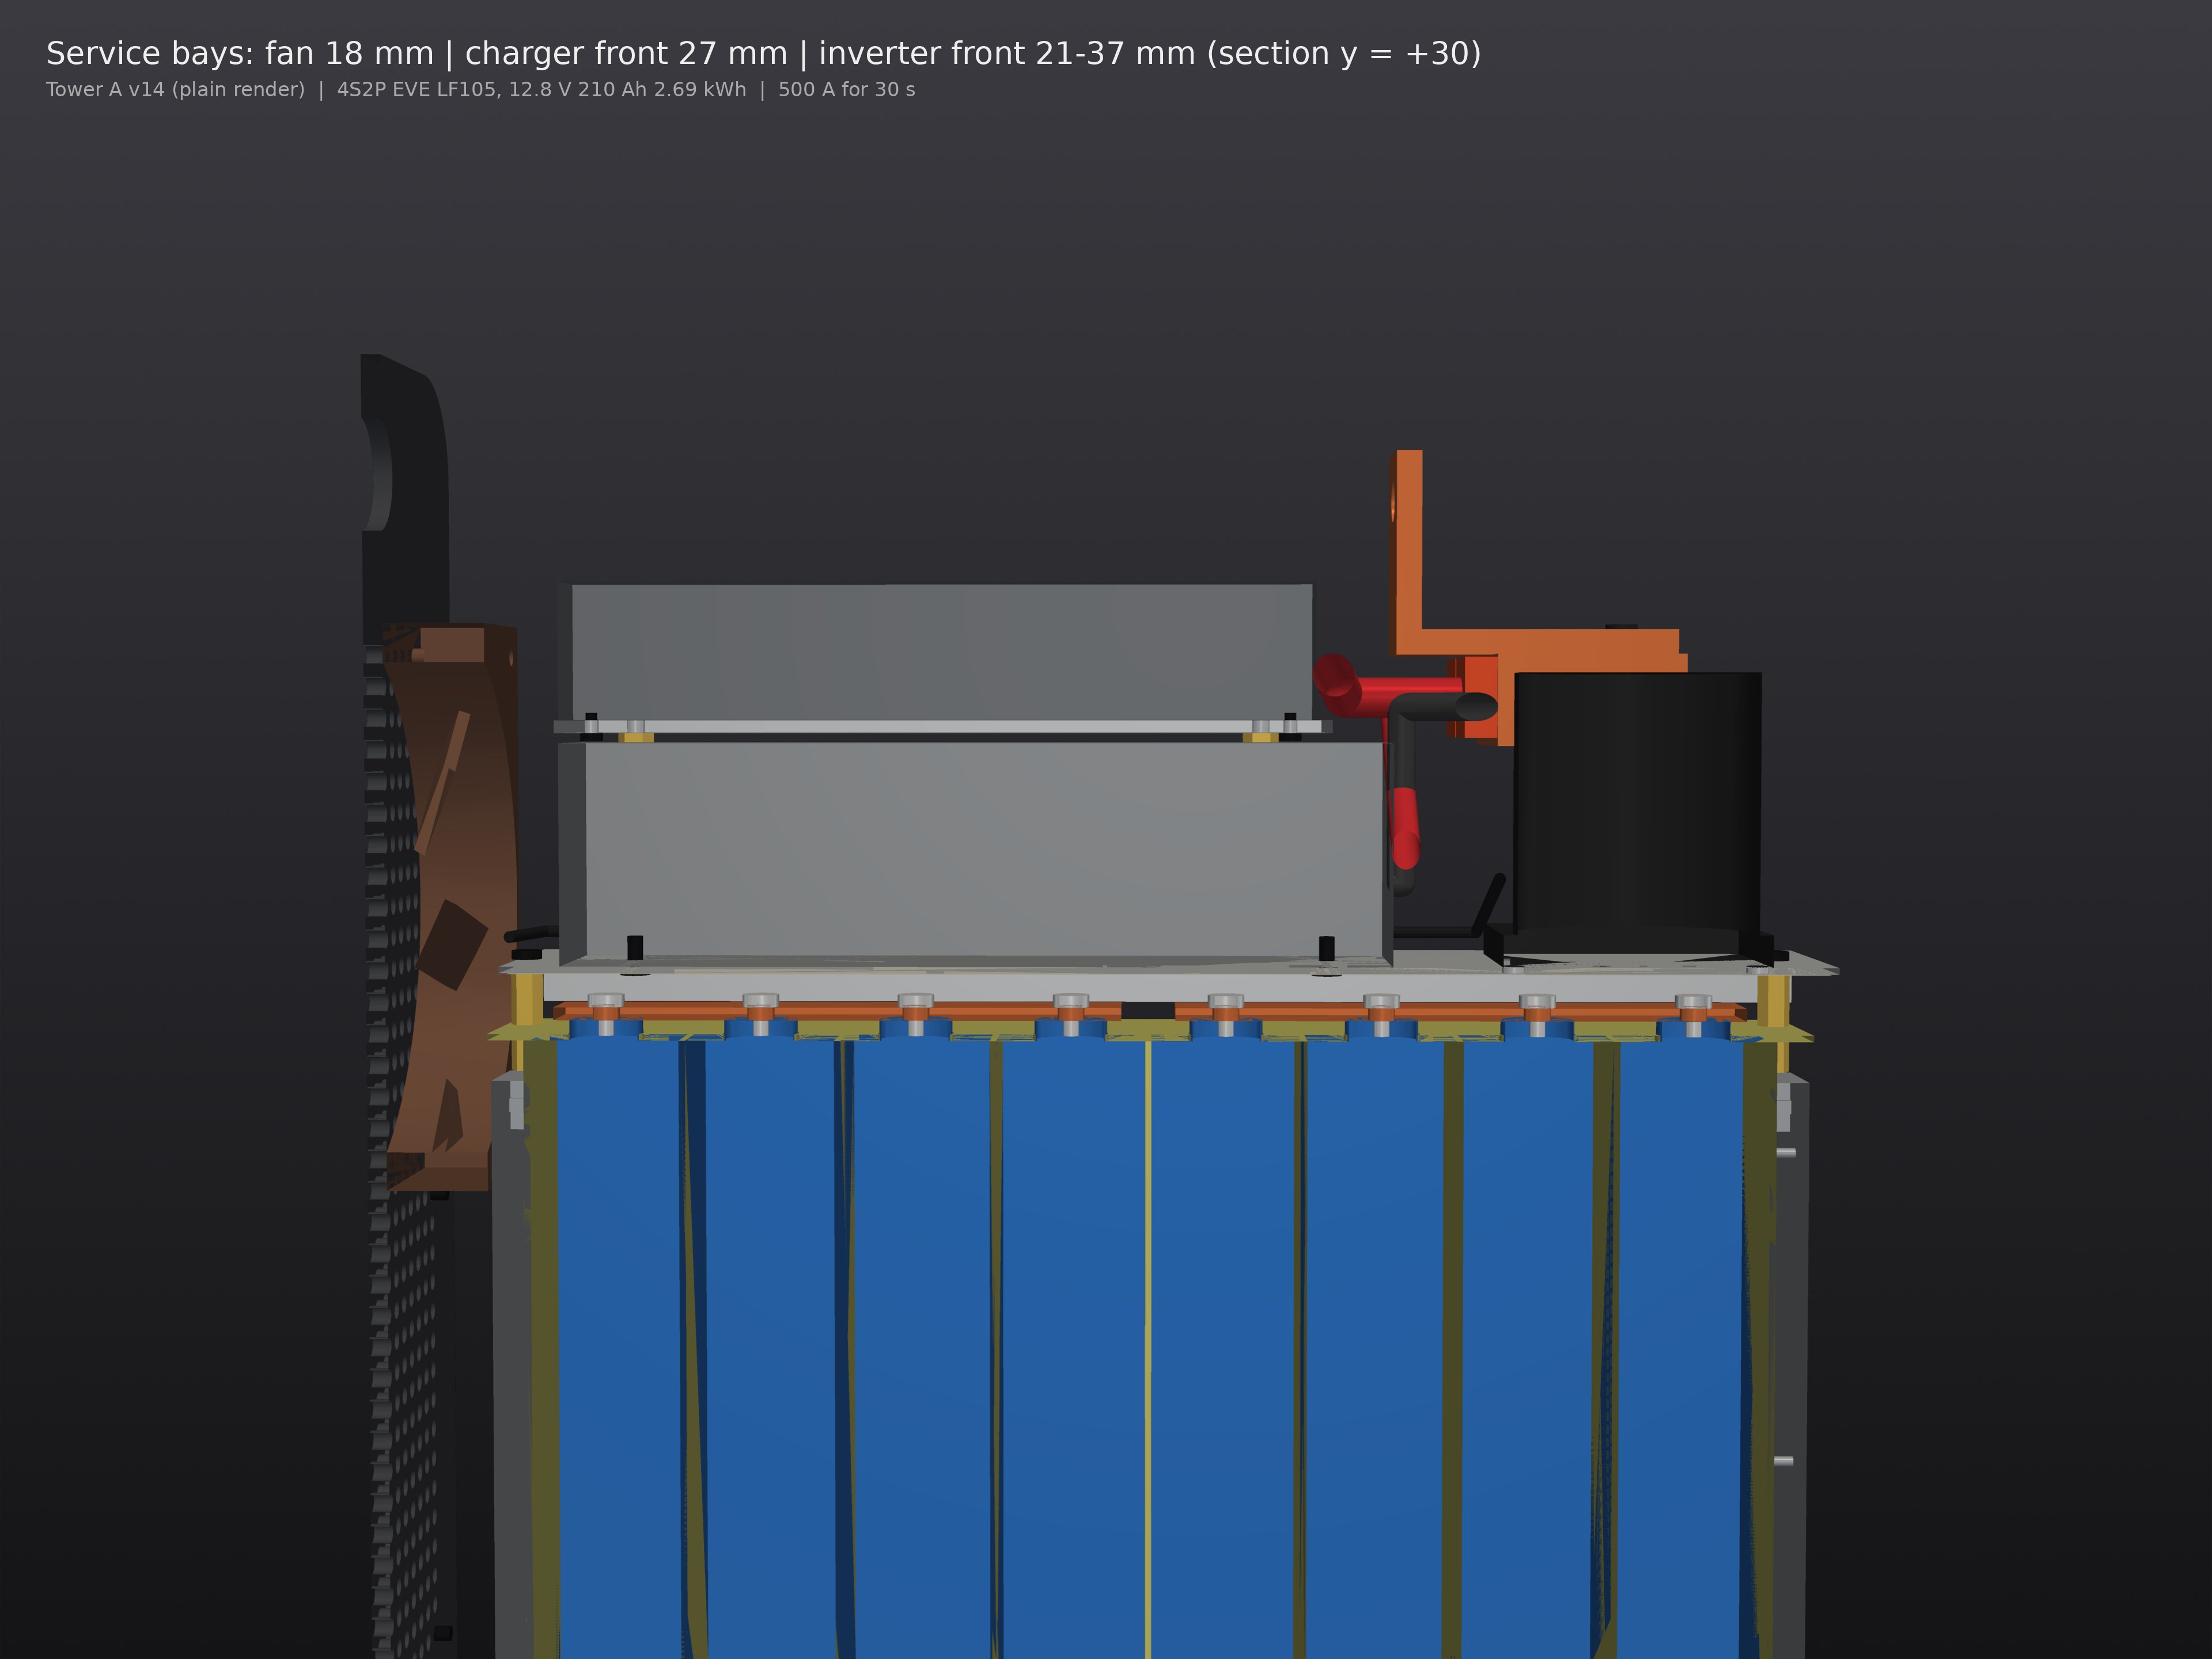 Service bays: fan 18 mm | charger front 27 mm | inverter front 21-37 mm (section y = +30)
Tower A v14 (plain render)  |  4S2P EVE LF105, 12.8 V 210 Ah 2.69 kWh  |  500 A for 30 s